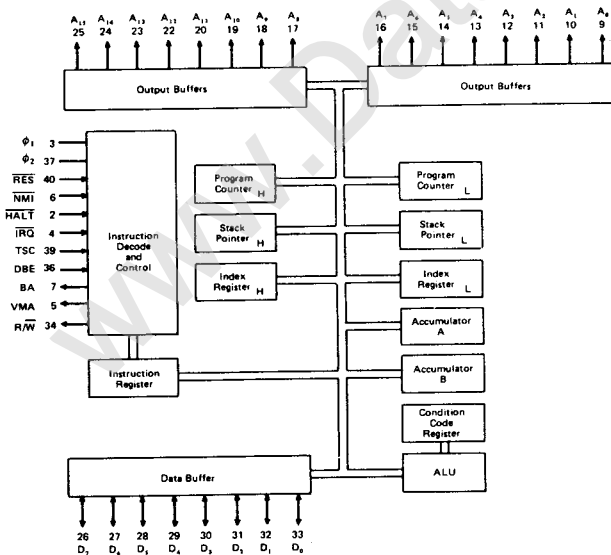 A₁₅ A₁₄ A₁₃ A₁₂ A₁₁ A₁₀ A₉ A₈
25 24 23 22 20 19 18 17
A₇ A₆ A₅ A₄ A₃ A₂ A₁ A₀
16 15 14 13 12 11 10 9
Output Buffers
Output Buffers
ϕ₁ 3
ϕ₂ 37
R̅E̅S̅ 40
N̅M̅I̅ 6
H̅A̅L̅T̅ 2
I̅R̅Q̅ 4
TSC 39
DBE 36
BA 7
VMA 5
R/W̅ 34
Instruction
Decode
and
Control
Program
Counter H
Program
Counter L
Stack
Pointer H
Stack
Pointer L
Index
Register H
Index
Register L
Accumulator
A
Instruction
Register
Accumulator
B
Condition
Code
Register
ALU
Data Buffer
26 27 28 29 30 31 32 33
D₇ D₆ D₅ D₄ D₃ D₂ D₁ D₀
www.Dat